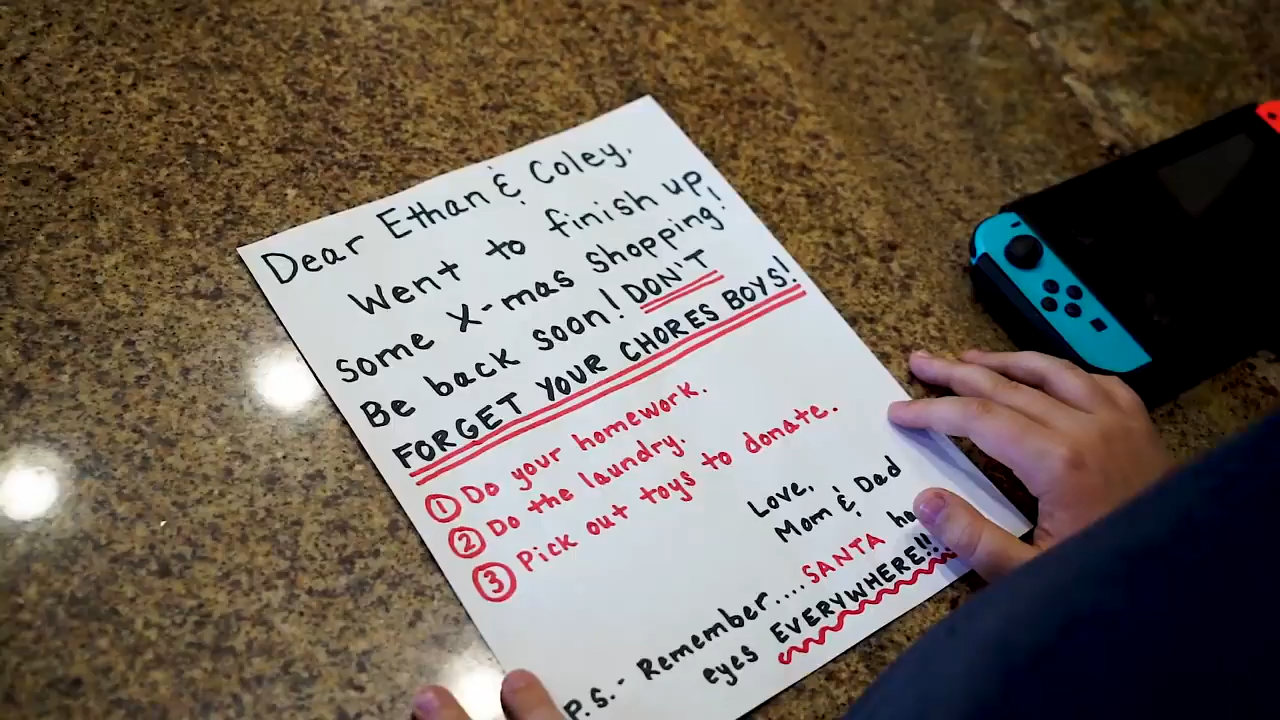 Dear Ethan & Coley,
Went to finish up
some X-mas shopping!
Be back soon! DON'T
FORGET YOUR CHORES BOYS!
① Do your homework.
② Do the laundry.
③ Pick out toys to donate.
Love,
Mom & Dad
P.S. - Remember.... SANTA
eyes EVERYWHERE!!